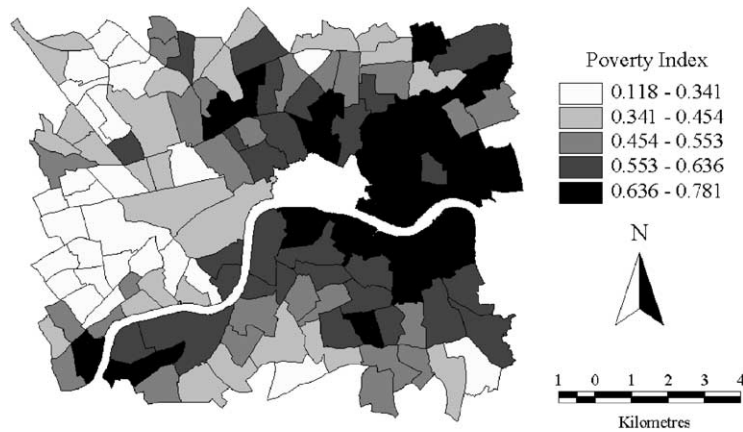 Poverty Index
0.118 - 0.341
0.341 - 0.454
0.454 - 0.553
0.553 - 0.636
0.636 - 0.781
N
1 0 1 2 3 4
Kilometres